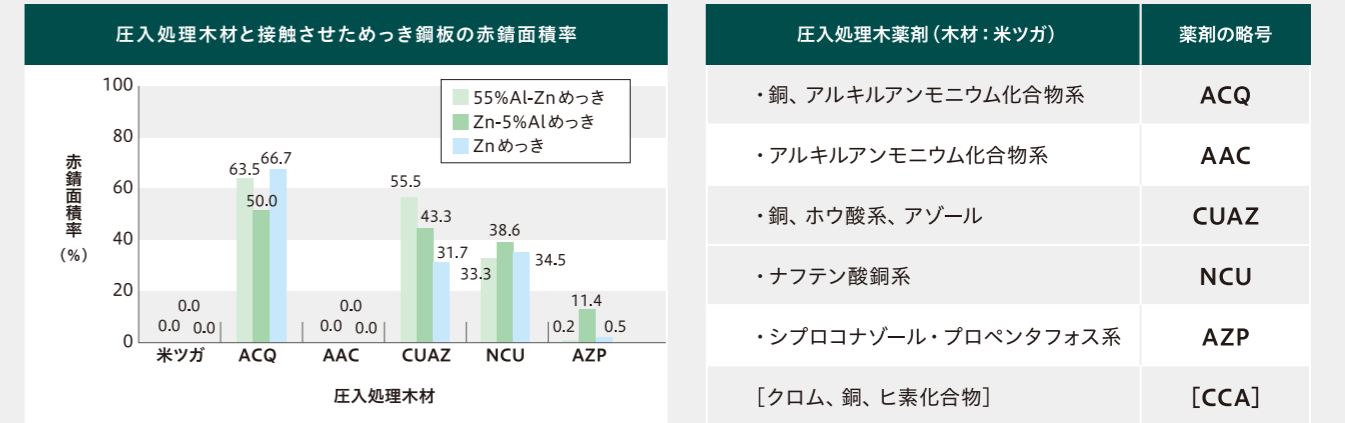 圧入処理木材と接触させためっき鋼板の赤錆面積率
赤錆面積率
（%）
100
80
60
40
20
0
55%Al-Znめっき
Zn-5%Alめっき
Znめっき
0.0
0.0
0.0
63.5
50.0
66.7
0.0
0.0
0.0
55.5
43.3
31.7
33.3
38.6
34.5
0.2
11.4
0.5
米ツガ
ACQ
AAC
CUAZ
NCU
AZP
圧入処理木材
圧入処理木薬剤（木材：米ツガ） 薬剤の略号
・銅、アルキルアンモニウム化合物系 ACQ
・アルキルアンモニウム化合物系 AAC
・銅、ホウ酸系、アゾール CUAZ
・ナフテン酸銅系 NCU
・シプロコナゾール・プロペンタフォス系 AZP
［クロム、銅、ヒ素化合物］ ［CCA］